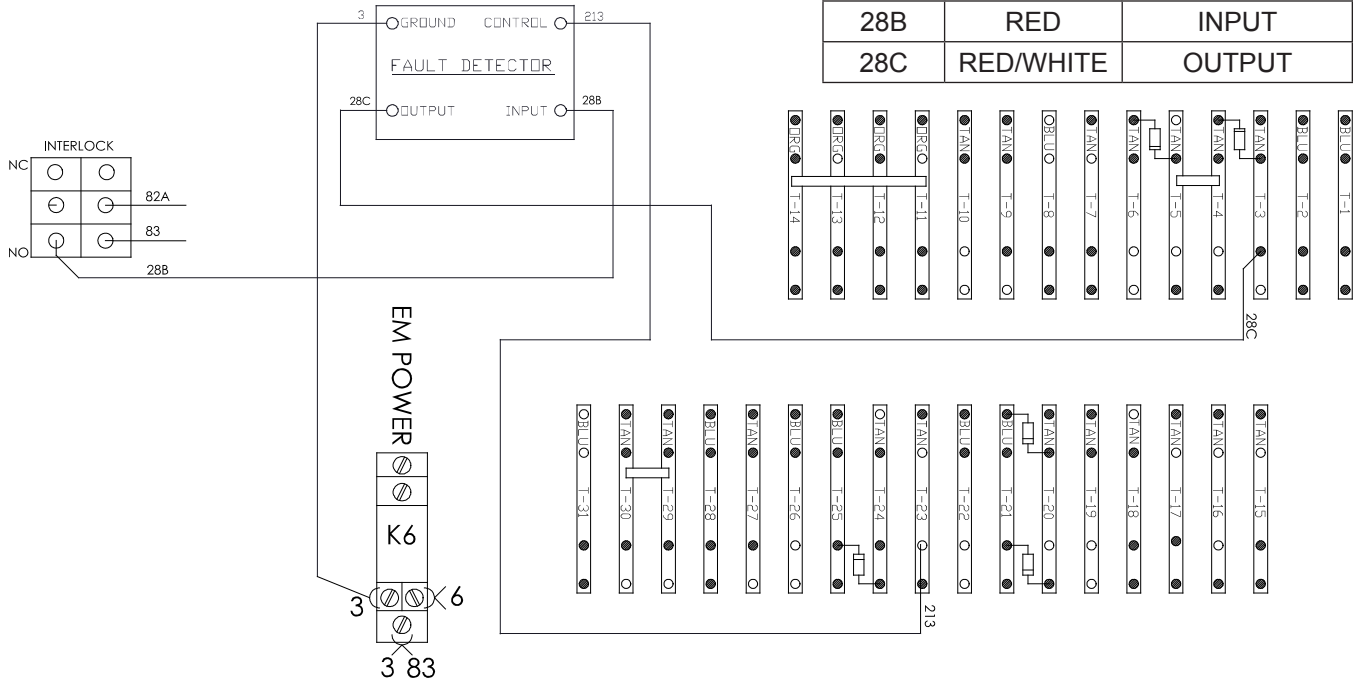 3
GROUND CONTROL
213
FAULT DETECTOR
28C
OUTPUT INPUT
28B
28B RED INPUT
28C RED/WHITE OUTPUT
INTERLOCK
NC
82A
83
NO
28B
ORG ORG ORG ORG TAN TAN BLU TAN TAN TAN TAN TAN BLU BLU
T-14 T-13 T-12 T-11 T-10 T-9 T-8 T-7 T-6 T-5 T-4 T-3 T-2 T-1
28C
EM POWER
K6
3
6
3 83
BLU TAN TAN BLU TAN BLU BLU TAN TAN BLU BLU TAN TAN TAN TAN TAN TAN
T-31 T-30 T-29 T-28 T-27 T-26 T-25 T-24 T-23 T-22 T-21 T-20 T-19 T-18 T-17 T-16 T-15
213